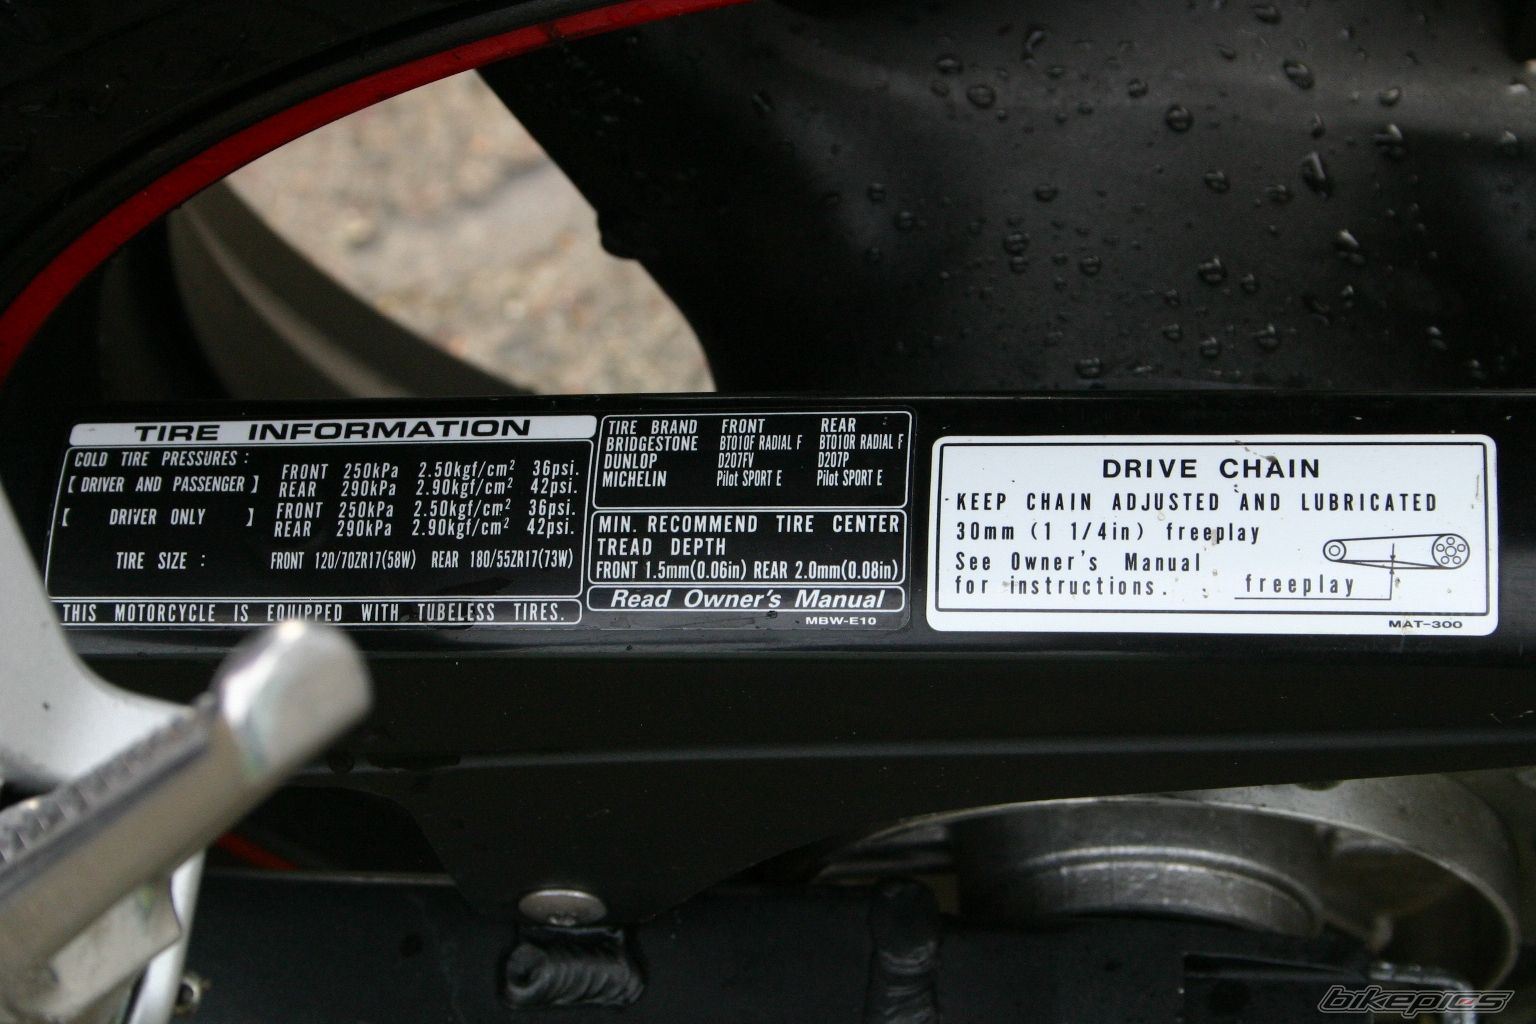 TIRE INFORMATION
COLD TIRE PRESSURES:
[DRIVER AND PASSENGER] FRONT 250kPa 2.50kgf/cm² 36psi.
REAR 290kPa 2.90kgf/cm² 42psi.
[DRIVER ONLY] FRONT 250kPa 2.50kgf/cm² 36psi.
REAR 290kPa 2.90kgf/cm² 42psi.
TIRE SIZE: FRONT 120/70ZR17(58W) REAR 180/55ZR17(73W)
THIS MOTORCYCLE IS EQUIPPED WITH TUBELESS TIRES.
TIRE BRAND FRONT REAR
BRIDGESTONE BT010F RADIAL F BT010R RADIAL F
DUNLOP D207FV D207P
MICHELIN Pilot SPORT E Pilot SPORT E
MIN. RECOMMEND TIRE CENTER
TREAD DEPTH
FRONT 1.5mm(0.06in) REAR 2.0mm(0.08in)
Read Owner's Manual
MBW-E10
DRIVE CHAIN
KEEP CHAIN ADJUSTED AND LUBRICATED
30mm (1 1/4in) freeplay
See Owner's Manual
for instructions.
freeplay
MAT-300
bikepics